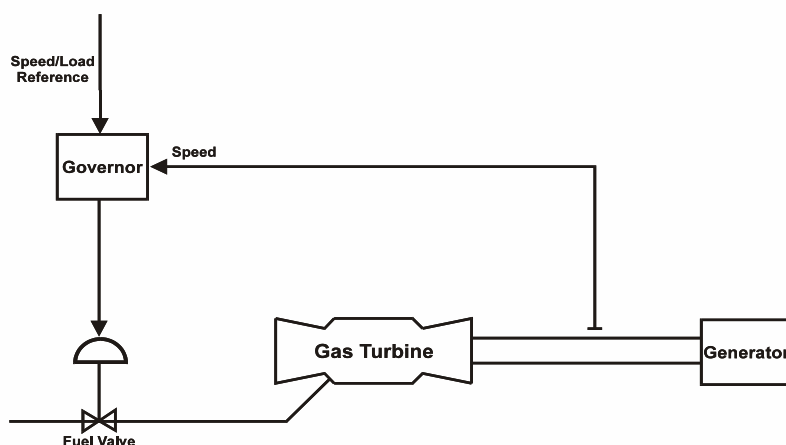 Speed/Load
Reference
Governor
Speed
Gas Turbine
Generator
Fuel Valve